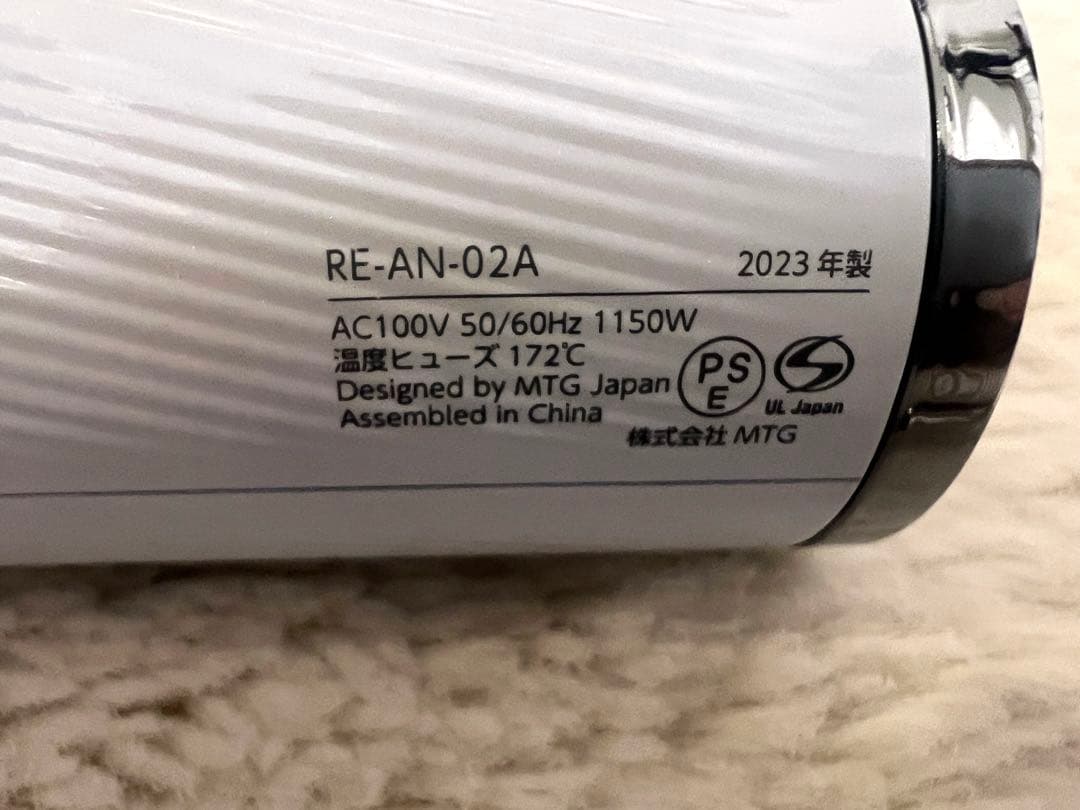 RE-AN-02A 2023年製
AC100V 50/60Hz 1150W
温度ヒューズ 172℃
Designed by MTG Japan
Assembled in China
PS
E
UL Japan
株式会社 MTG